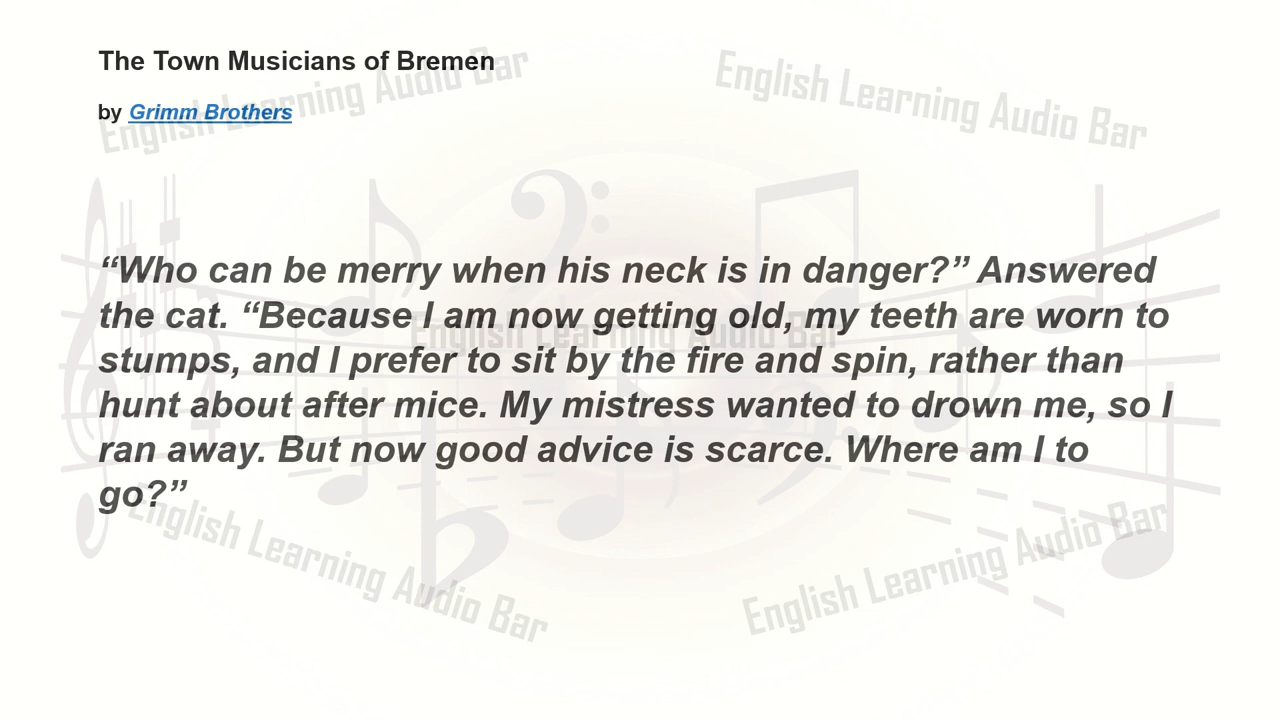 The Town Musicians of Bremen
by Grimm Brothers
English Learning Audio Bar
English Learning Audio Bar
“Who can be merry when his neck is in danger?” Answered
the cat. “Because I am now getting old, my teeth are worn to
English Learning Audio Bar
stumps, and I prefer to sit by the fire and spin, rather than
hunt about after mice. My mistress wanted to drown me, so I
ran away. But now good advice is scarce. Where am I to
go?”
English Learning Audio Bar
English Learning Audio Bar